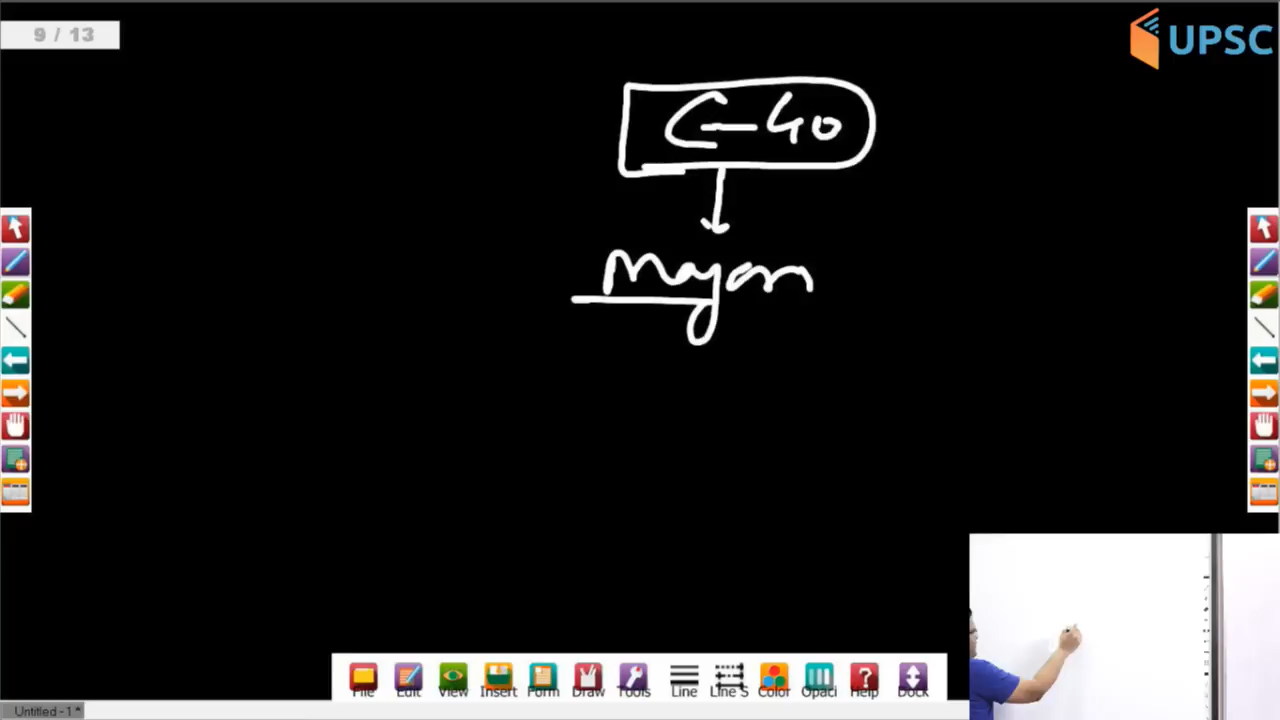 9 / 13
UPSC
C-40
Mayor
File Edit View Insert Form Draw Tools Line Line S Color Opaci Help Dock
Untitled - 1 *